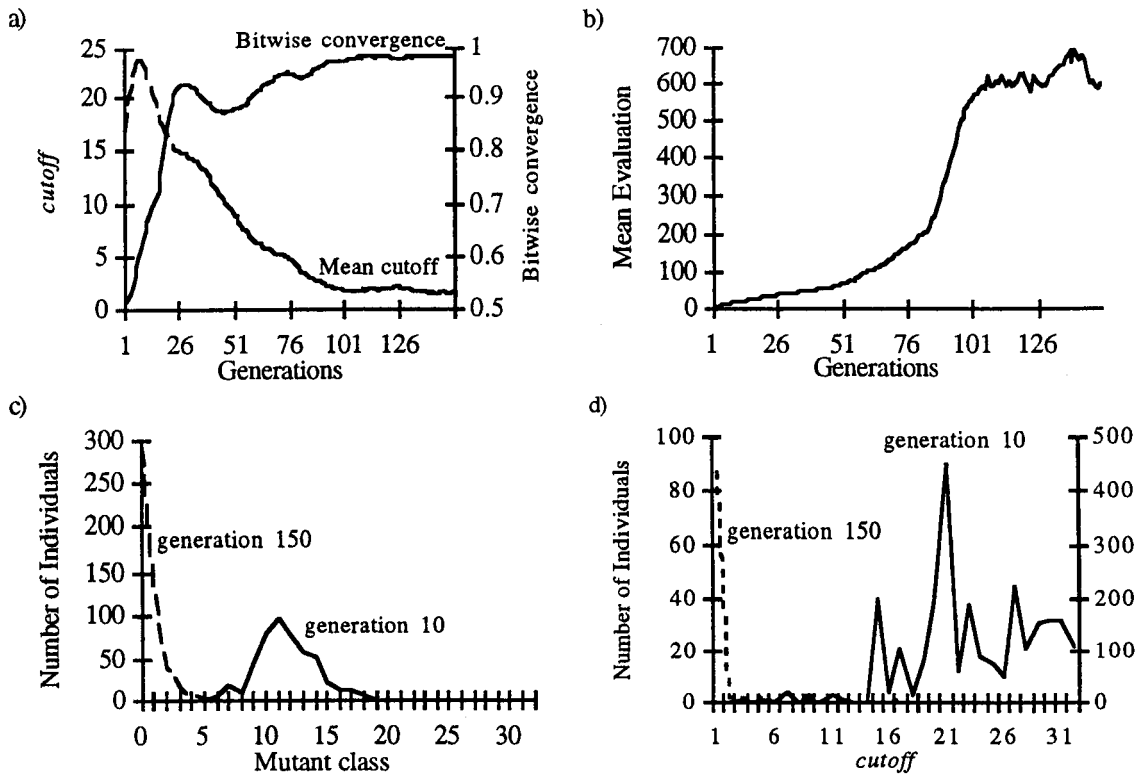 a)
Bitwise convergence
25
20
15
10
5
0
cutoff
1
0.9
0.8
0.7
0.6
0.5
Bitwise convergence
Mean cutoff
1 26 51 76 101 126
Generations
b)
700
600
500
400
300
200
100
0
Mean Evaluation
1 26 51 76 101 126
Generations
c)
300
250
200
150
100
50
0
Number of Individuals
generation 150
generation 10
0 5 10 15 20 25 30
Mutant class
d)
100
80
60
40
20
0
Number of Individuals
generation 10
generation 150
500
400
300
200
100
0
1 6 11 16 21 26 31
cutoff